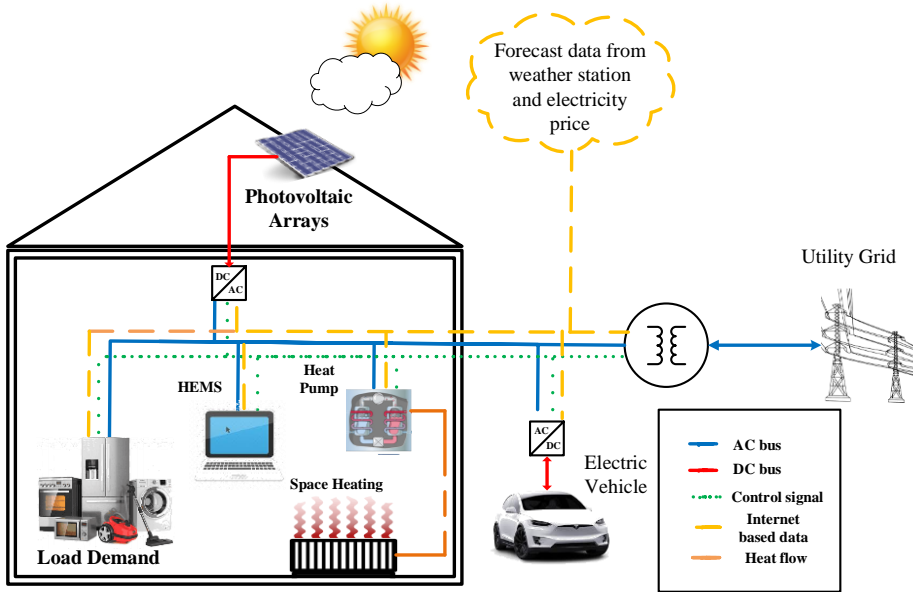 Forecast data from
weather station
and electricity
price
Photovoltaic
Arrays
Utility Grid
DC
AC
HEMS
Heat
Pump
AC
DC
Electric
Vehicle
Space Heating
Load Demand
AC bus
DC bus
Control signal
Internet
based data
Heat flow